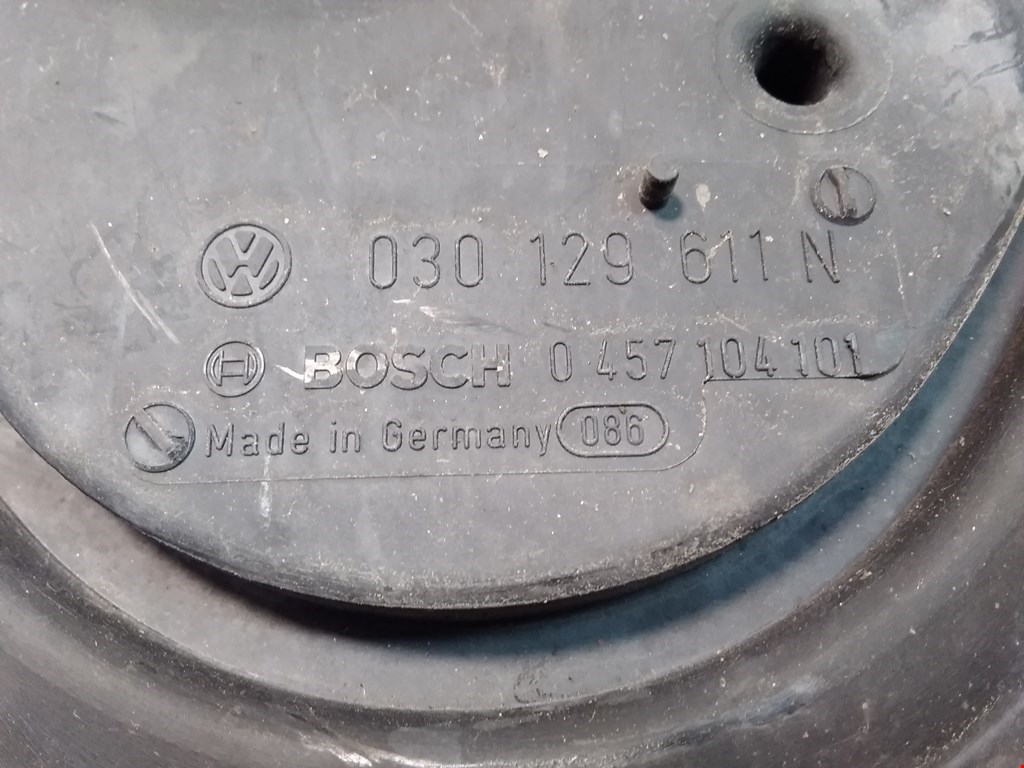 030 129 611 N
BOSCH 0 457 104 101
Made in Germany 086